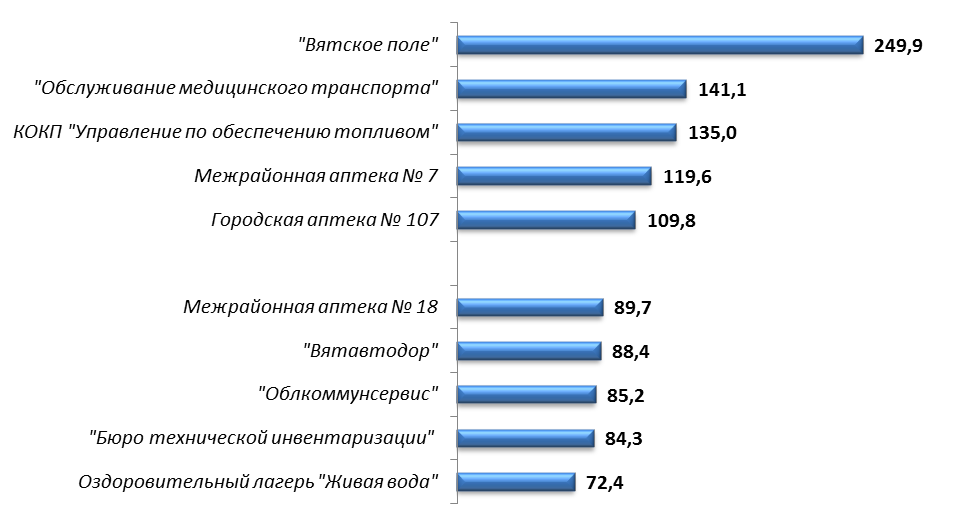 "Вятское поле" 249,9
"Обслуживание медицинского транспорта" 141,1
КОКП "Управление по обеспечению топливом" 135,0
Межрайонная аптека № 7 119,6
Городская аптека № 107 109,8
Межрайонная аптека № 18 89,7
"Вятавтодор" 88,4
"Облкоммунсервис" 85,2
"Бюро технической инвентаризации" 84,3
Оздоровительный лагерь "Живая вода" 72,4